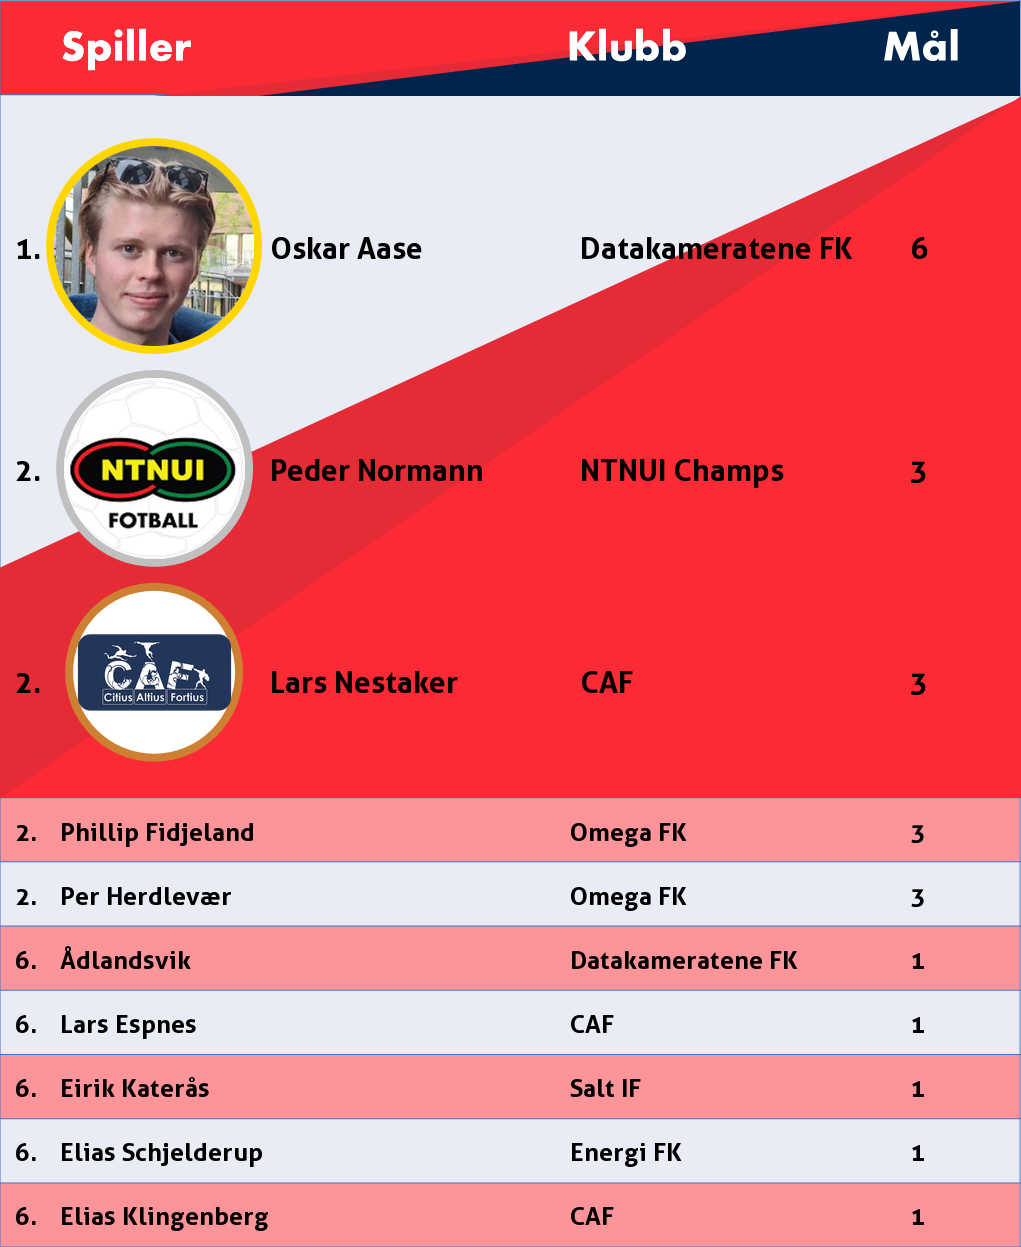 Spiller Klubb Mål
1. Oskar Aase Datakameratene FK 6
2. NTNUI FOTBALL Peder Normann NTNUI Champs 3
2. CAF Citius Altius Fortius Lars Nestaker CAF 3
2. Phillip Fidjeland Omega FK 3
2. Per Herdlevær Omega FK 3
6. Ådlandsvik Datakameratene FK 1
6. Lars Espnes CAF 1
6. Eirik Katerås Salt IF 1
6. Elias Schjelderup Energi FK 1
6. Elias Klingenberg CAF 1